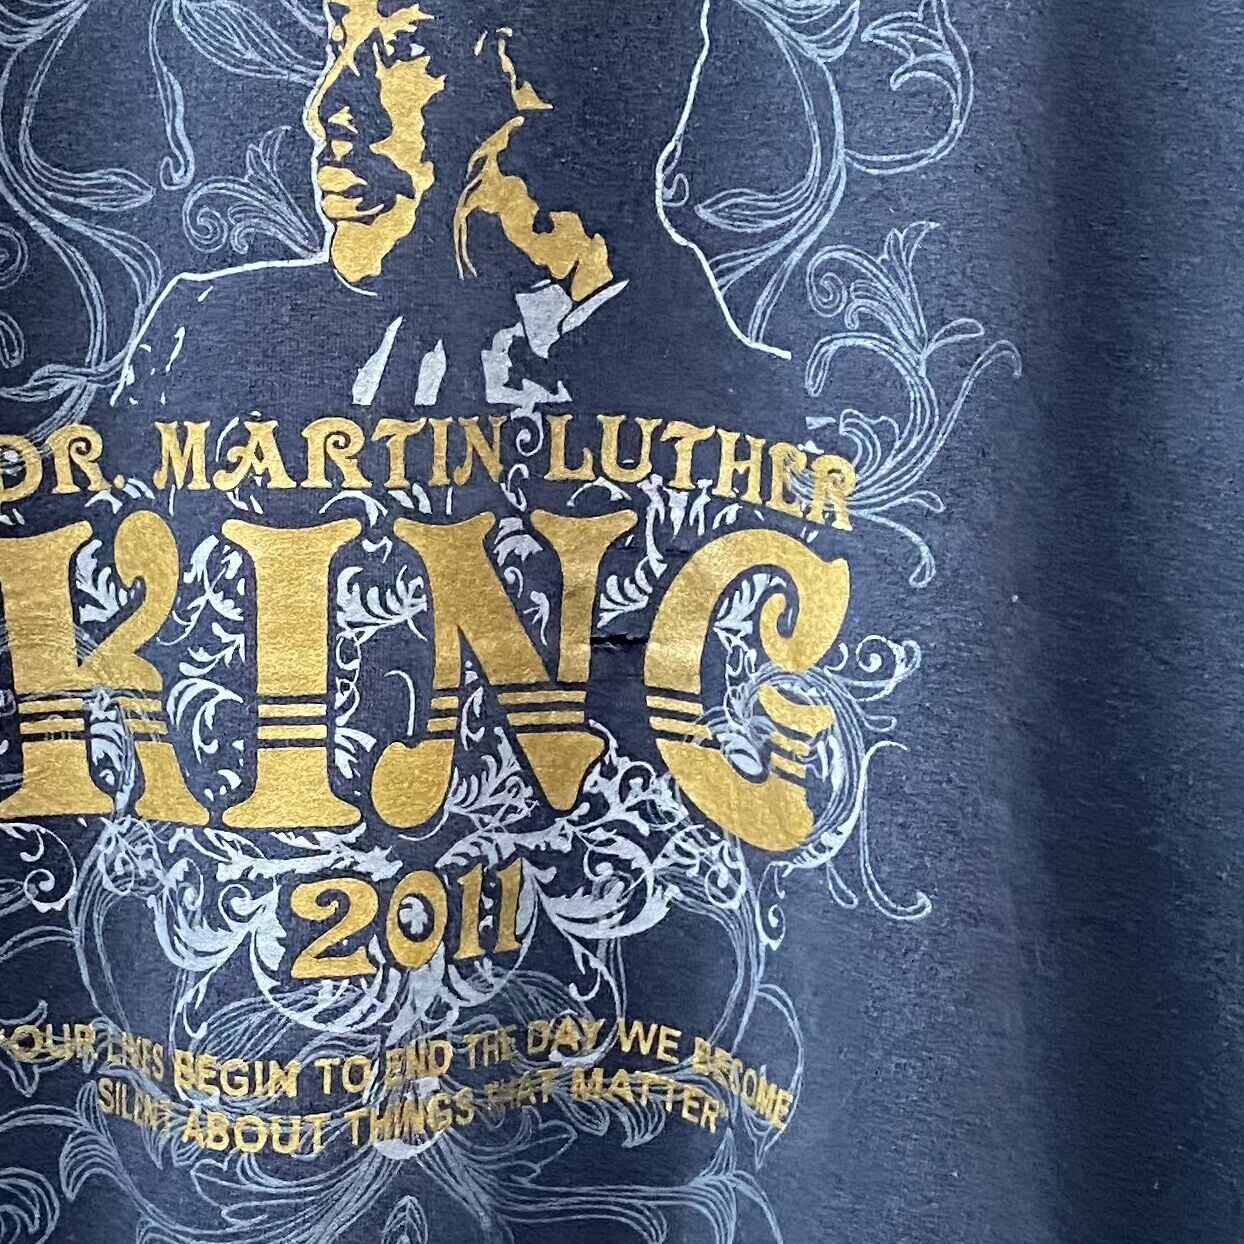 DR. MARTIN LUTHER
KING
2011
"OUR LIVES BEGIN TO END THE DAY WE BECOME
SILENT ABOUT THINGS THAT MATTER"